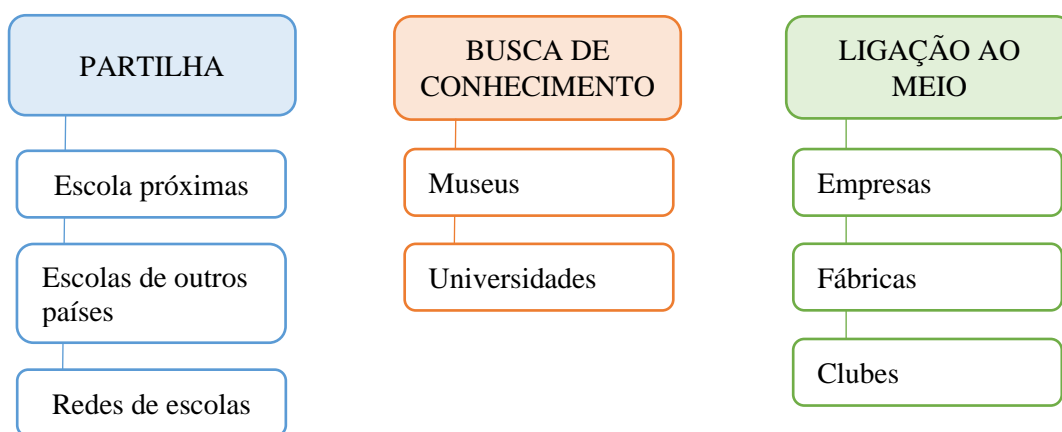 PARTILHA
Escola próximas
Escolas de outros
países
Redes de escolas
BUSCA DE
CONHECIMENTO
Museus
Universidades
LIGAÇÃO AO
MEIO
Empresas
Fábricas
Clubes